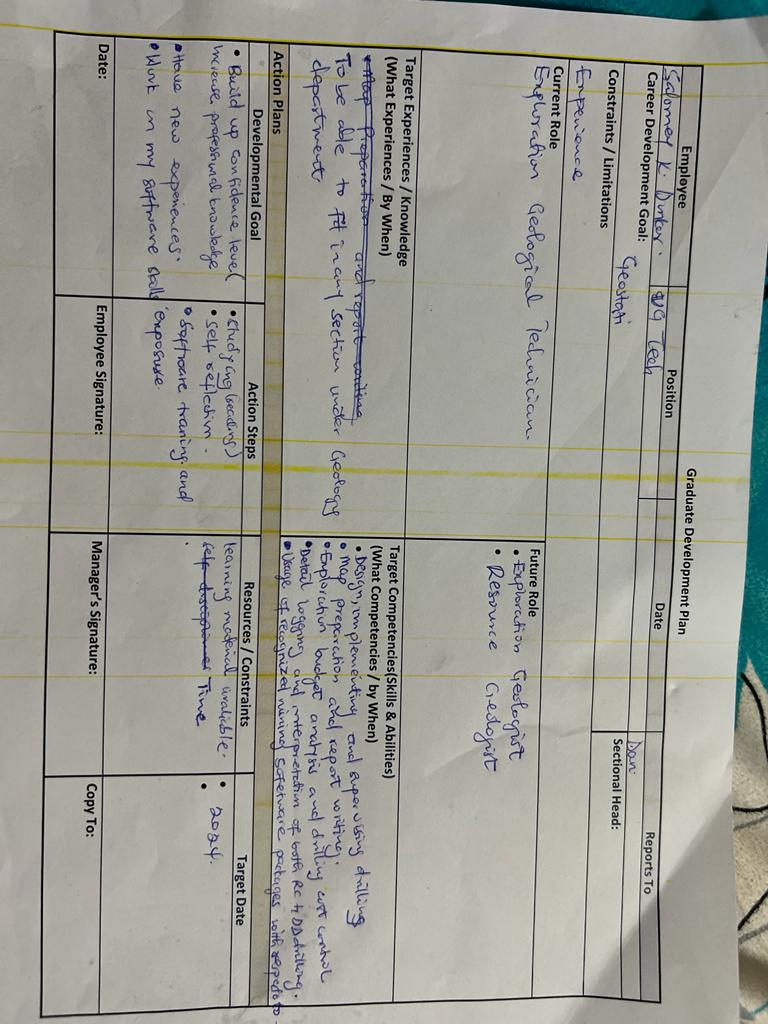 Graduate Development Plan
Employee
Position
Date
Reports To
Salomey K. Dunkor.
UG Tech
Dan
Career Development Goal:
Geostati
Sectional Head:
Constraints / Limitations
Experience
Current Role
Exploration Geological Technician.
Future Role
• Exploration Geologist
• Resource Geologist
Target Experiences / Knowledge
(What Experiences / By When)
• Map Preparation and report writing
To be able to fit in any section under Geology
department
Target Competencies(Skills & Abilities)
(What Competencies / by When)
• Design, implementing and supervising drilling
• Map preparation and report writing.
• Exploration budget analysis and drilling cost control
• Detail logging and interpretation of both RC & DD drilling.
• Usage of recognized mining safetware packages with respect to
Action Plans
Developmental Goal
Action Steps
Resources / Constraints
Target Date
• Build up confidence level
Increase professional knowledge
• Have new experiences.
• Work on my software skills
• Studying (reading)
• Self reflection.
• Software traning and
exposure
learning material
self discipline Time
• 2024.
•
Date:
Employee Signature:
Manager's Signature:
Copy To: